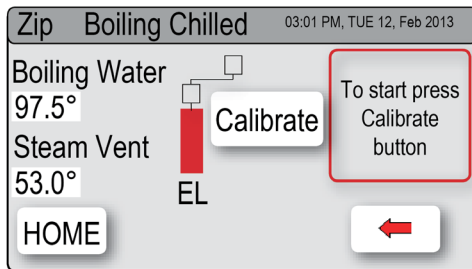 Zip Boiling Chilled 03:01 PM, TUE 12, Feb 2013
Boiling Water
97.5°
Steam Vent
53.0°
EL
Calibrate
To start press
Calibrate
button
HOME